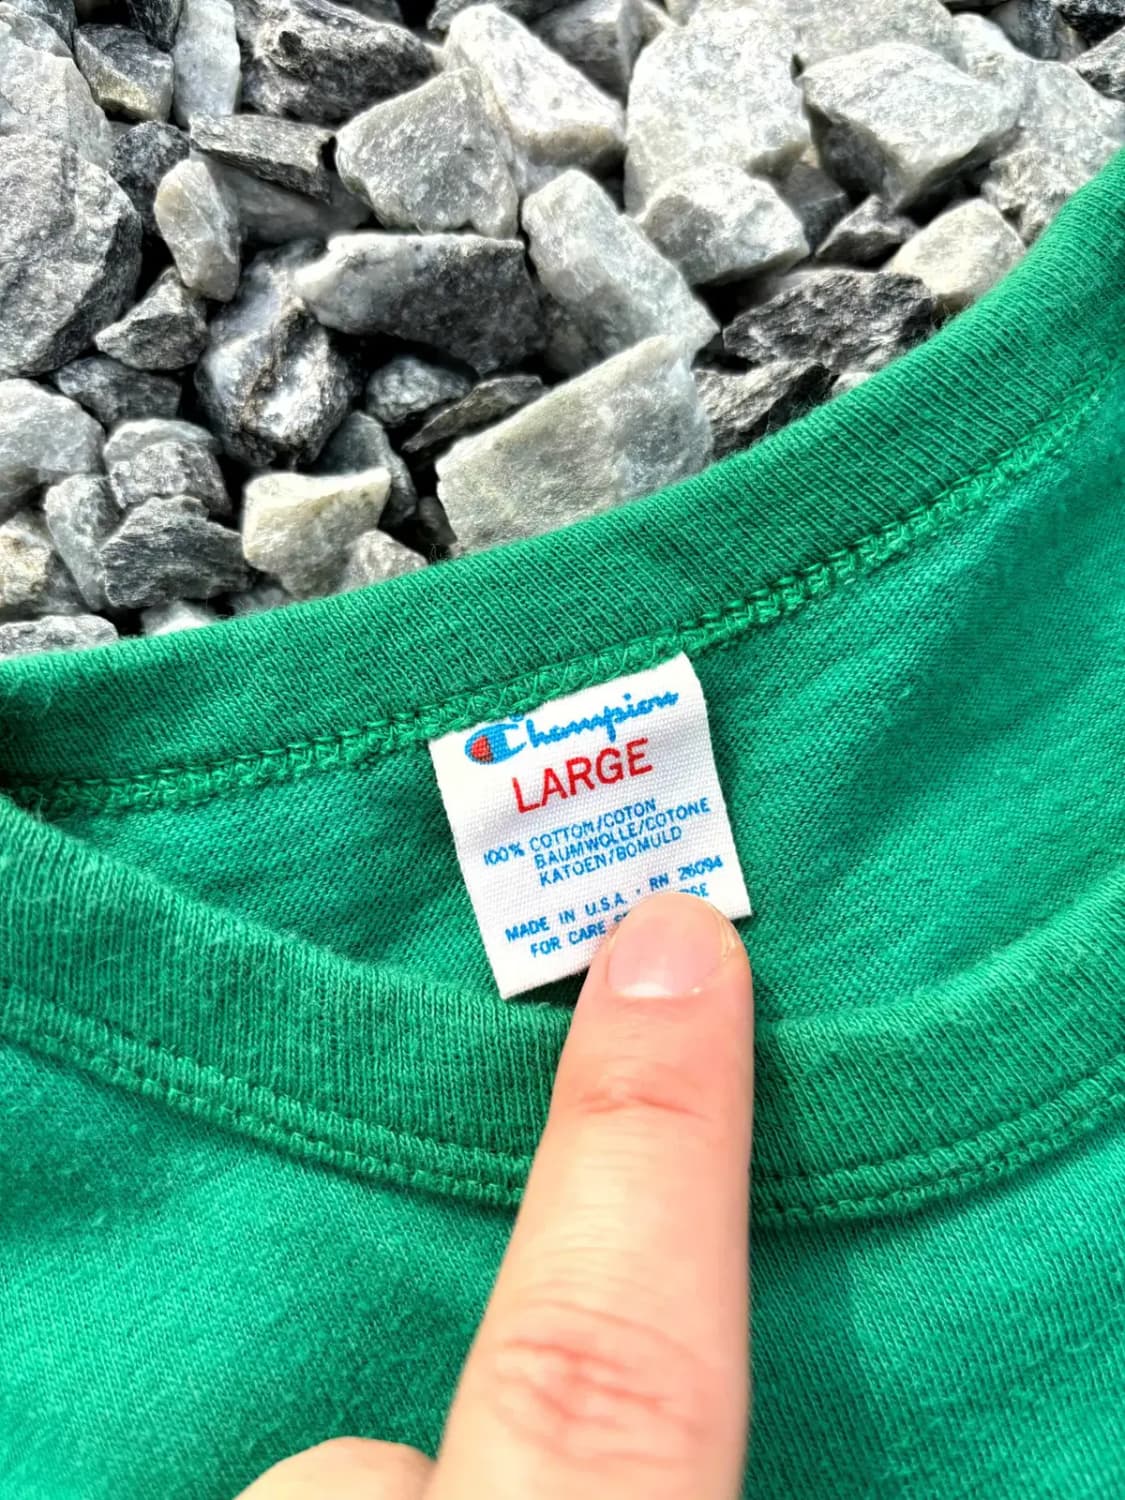 Champion
LARGE
100% COTTON/COTON
BAUMWOLLE/COTONE
KATOEN/BOMULD
MADE IN U.S.A. · RN 26094
FOR CARE